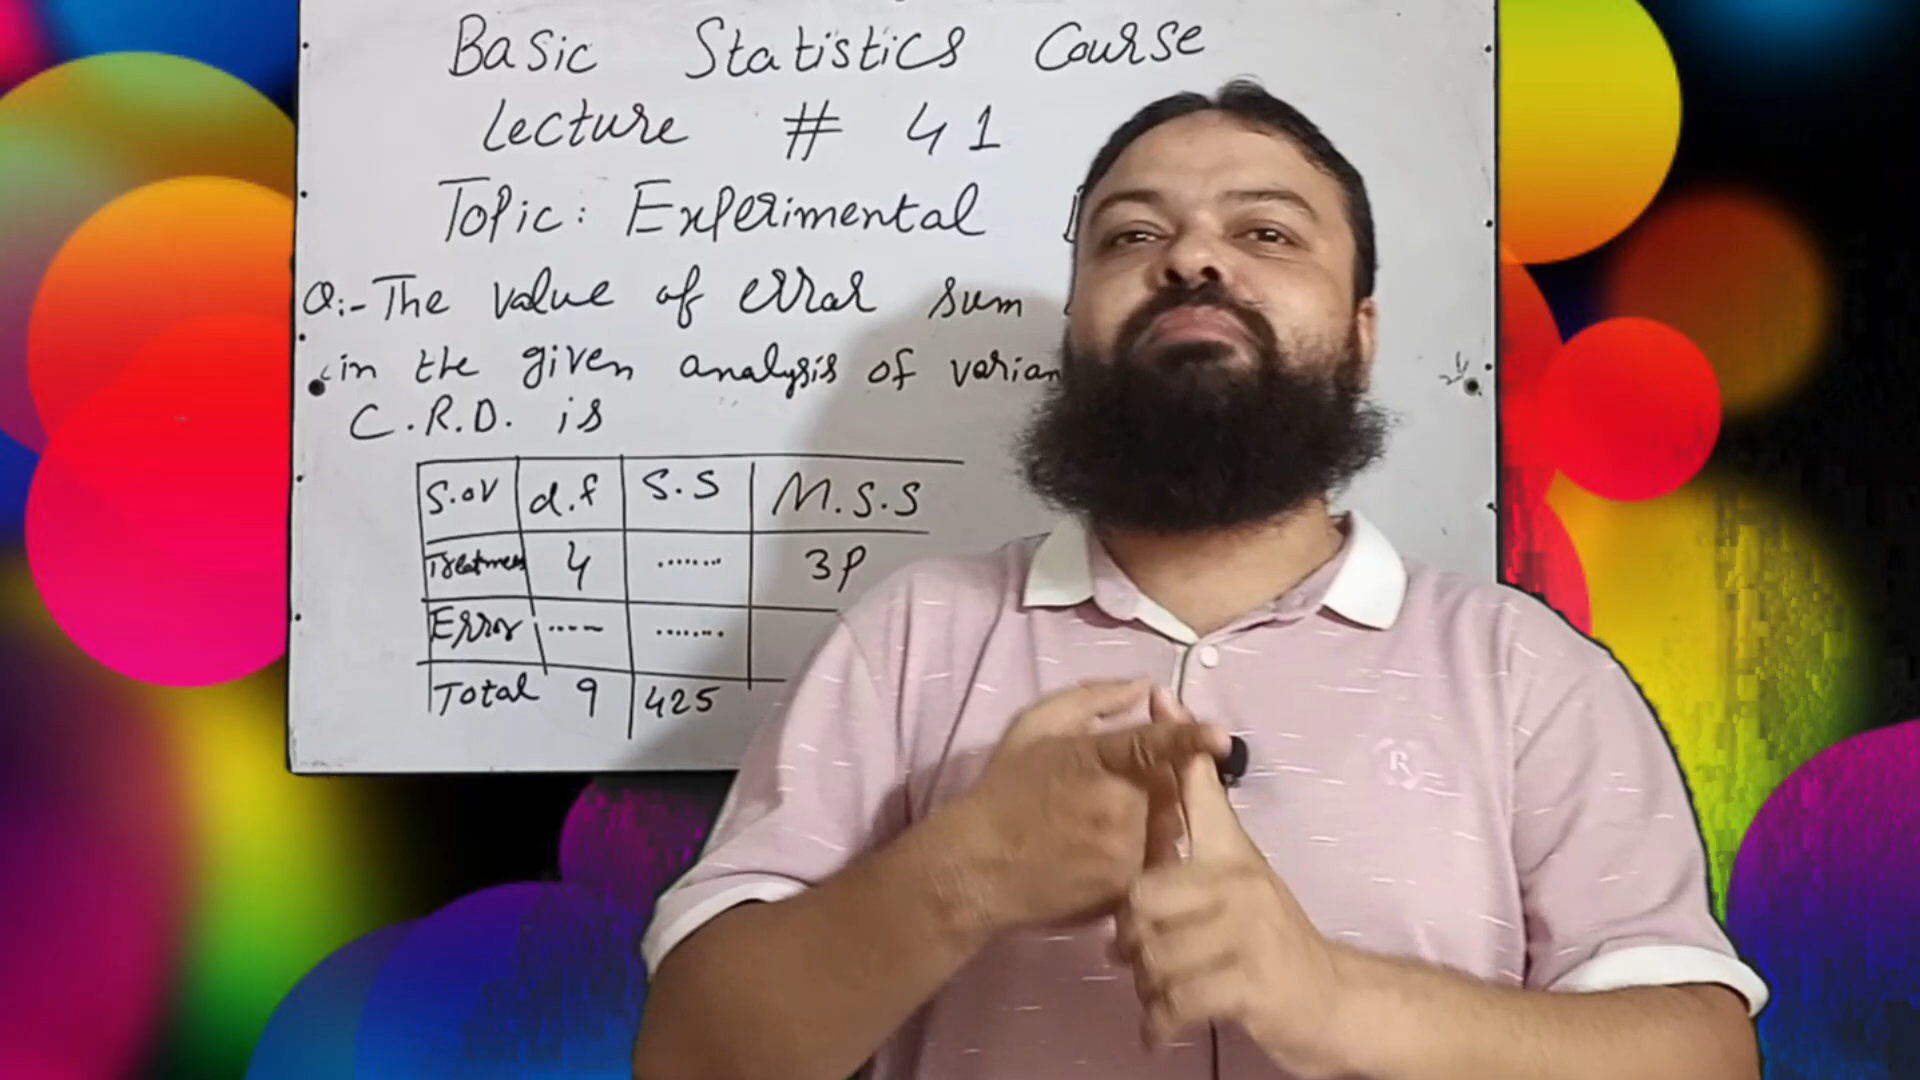 Basic Statistics Course
Lecture # 41
Topic: Experimental
Q:- The value of error sum
in the given analysis of varian
C.R.D. is
S.oV d.f S.S M.S.S
4 ....... 3P
Error ..... .......
Total 9 425
R